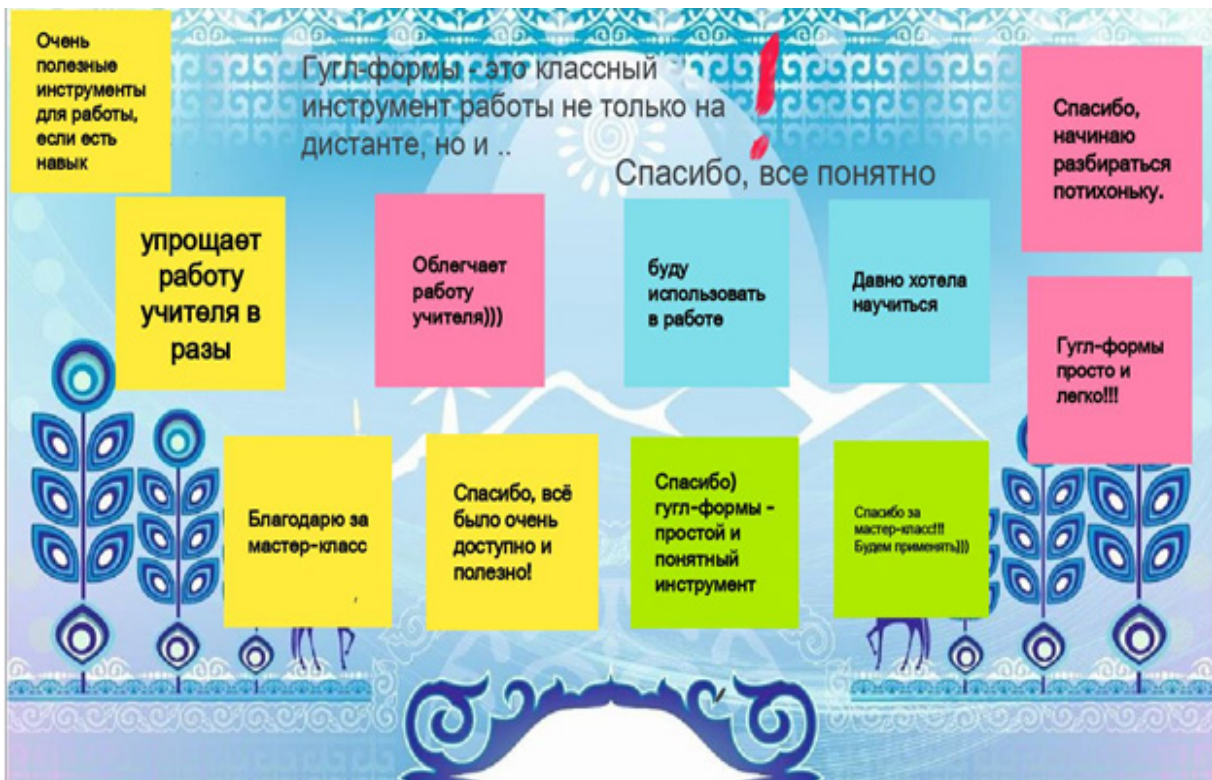 Очень
полезные
инструменты
для работы,
если есть
навык
Гугл-формы - это классный
инструмент работы не только на
дистанте, но и ..
Спасибо, все понятно
Спасибо,
начинаю
разбираться
потихоньку.
упрощает
работу
учителя в
разы
Облегчает
работу
учителя)))
буду
использовать
в работе
Давно хотела
научиться
Гугл-формы
просто и
легко!!!
Благодарю за
мастер-класс
Спасибо, всё
было очень
доступно и
полезно!
Спасибо)
гугл-формы -
простой и
понятный
инструмент
Спасибо за
мастер-класс!!!
Будем применять)))